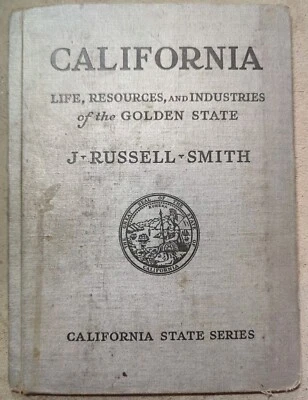 CALIFORNIA
LIFE, RESOURCES, AND INDUSTRIES
of the GOLDEN STATE
J. RUSSELL SMITH
CALIFORNIA STATE SERIES